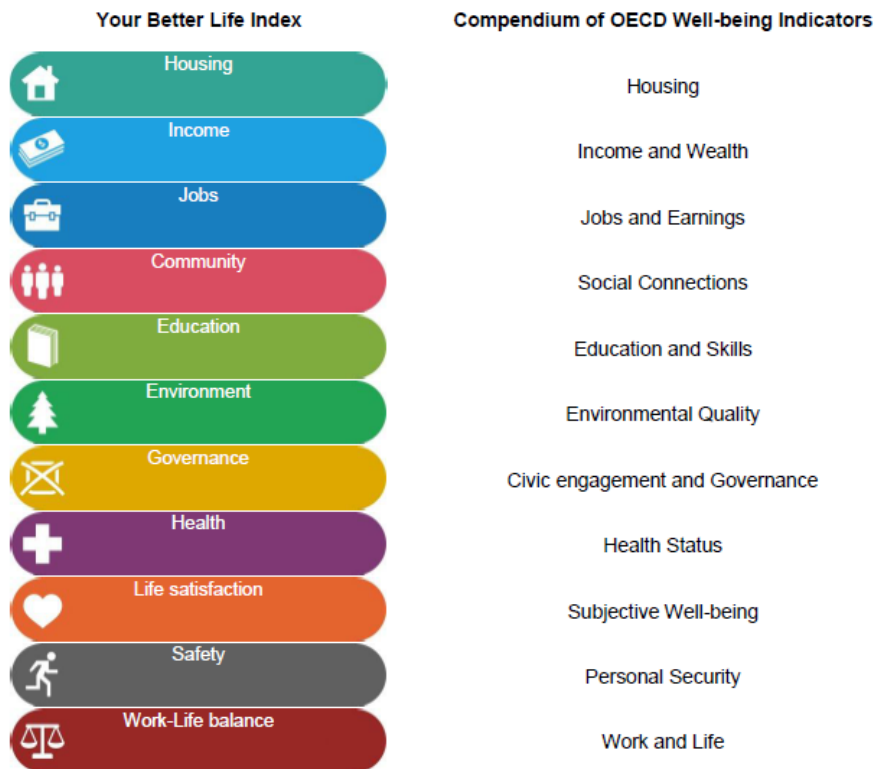 Your Better Life Index Compendium of OECD Well-being Indicators
Housing Housing
Income Income and Wealth
Jobs Jobs and Earnings
Community Social Connections
Education Education and Skills
Environment Environmental Quality
Governance Civic engagement and Governance
Health Health Status
Life satisfaction Subjective Well-being
Safety Personal Security
Work-Life balance Work and Life